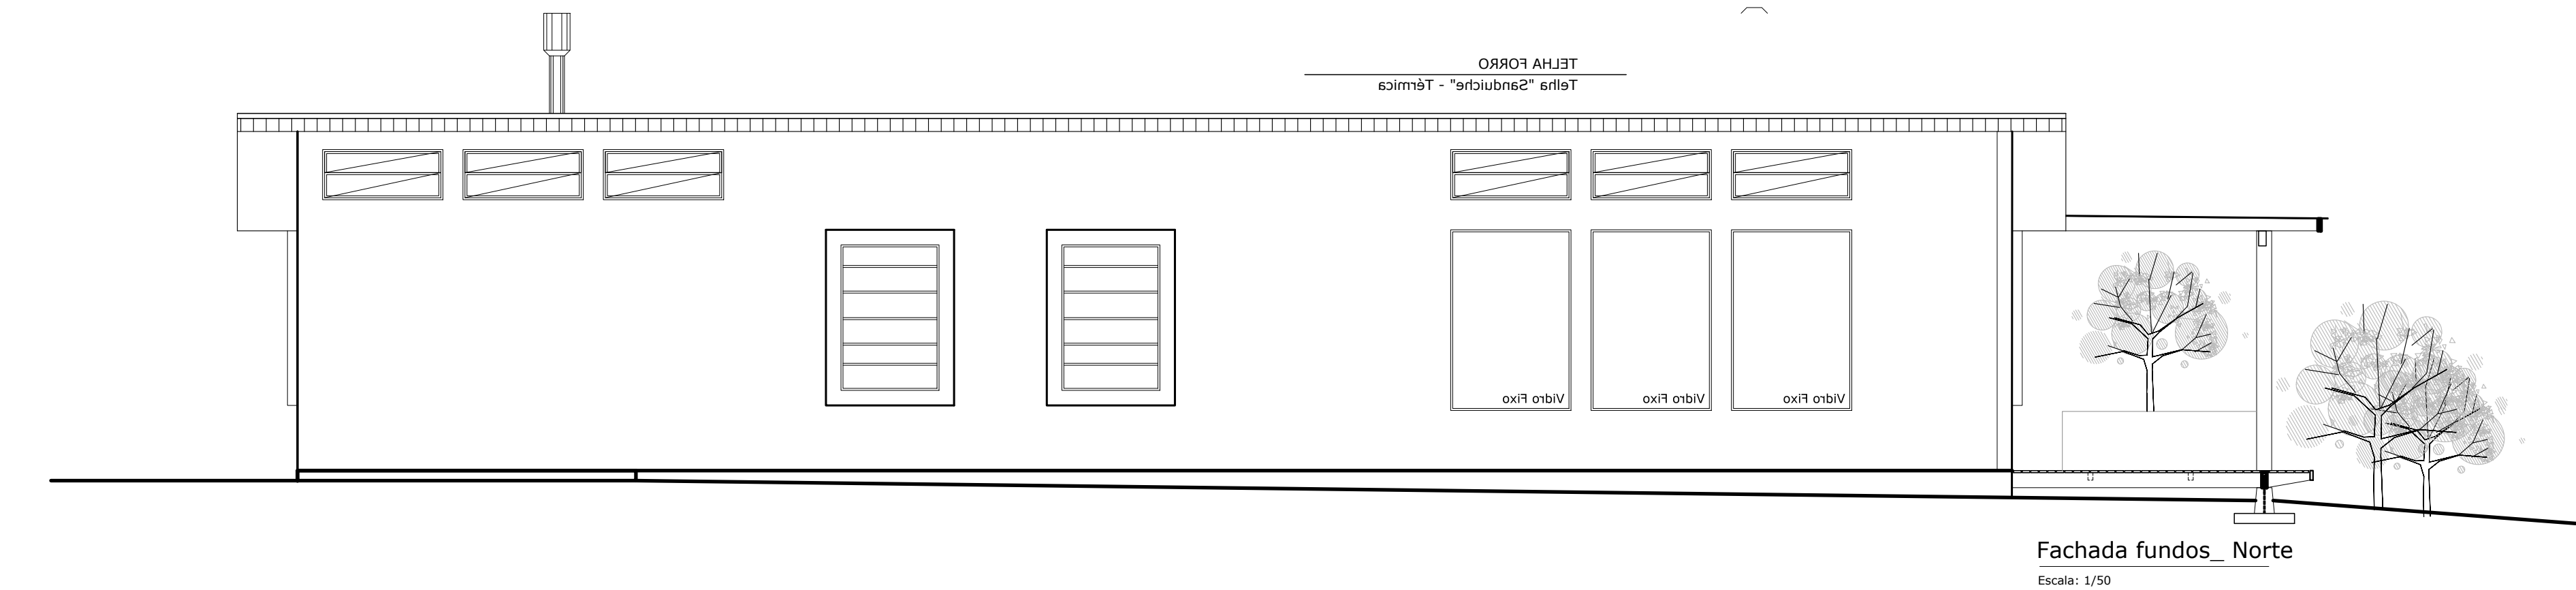 TELHA FORRO
Telha "Sanduiche" - Térmica
Vidro Fixo
Vidro Fixo
Vidro Fixo
Fachada fundos_ Norte
Escala: 1/50